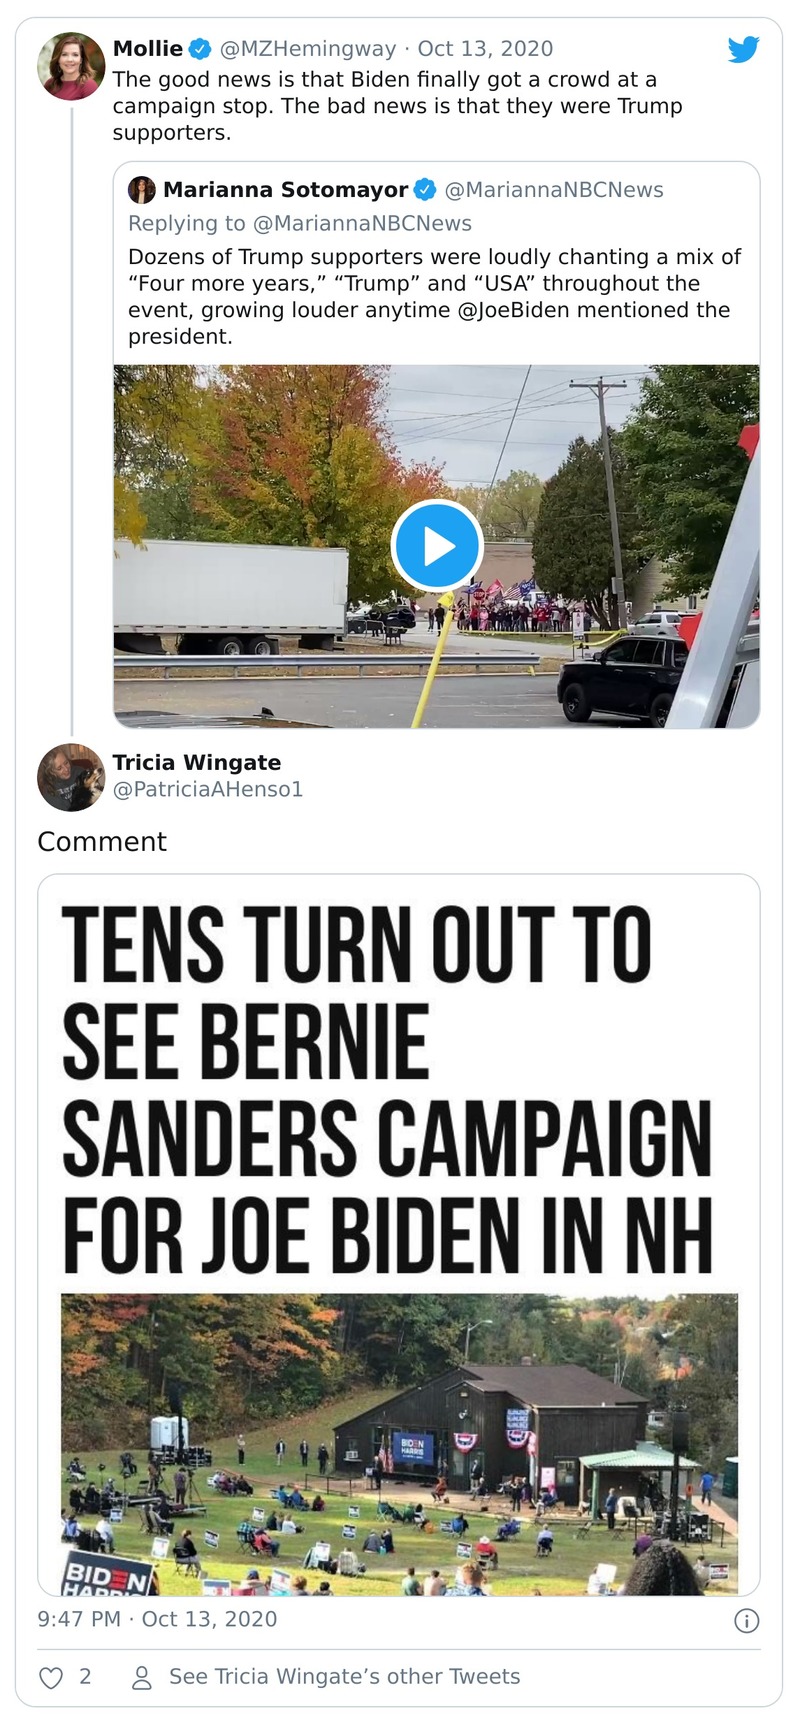 Mollie @MZHemingway · Oct 13, 2020
The good news is that Biden finally got a crowd at a
campaign stop. The bad news is that they were Trump
supporters.
Marianna Sotomayor @MariannaNBCNews
Replying to @MariannaNBCNews
Dozens of Trump supporters were loudly chanting a mix of
“Four more years,” “Trump” and “USA” throughout the
event, growing louder anytime @JoeBiden mentioned the
president.
STOP
Tricia Wingate
@PatriciaAHenso1
Comment
TENS TURN OUT TO
SEE BERNIE
SANDERS CAMPAIGN
FOR JOE BIDEN IN NH
BIDEN
HARRIS
BIDEN
HARRIS
9:47 PM · Oct 13, 2020
2 See Tricia Wingate’s other Tweets